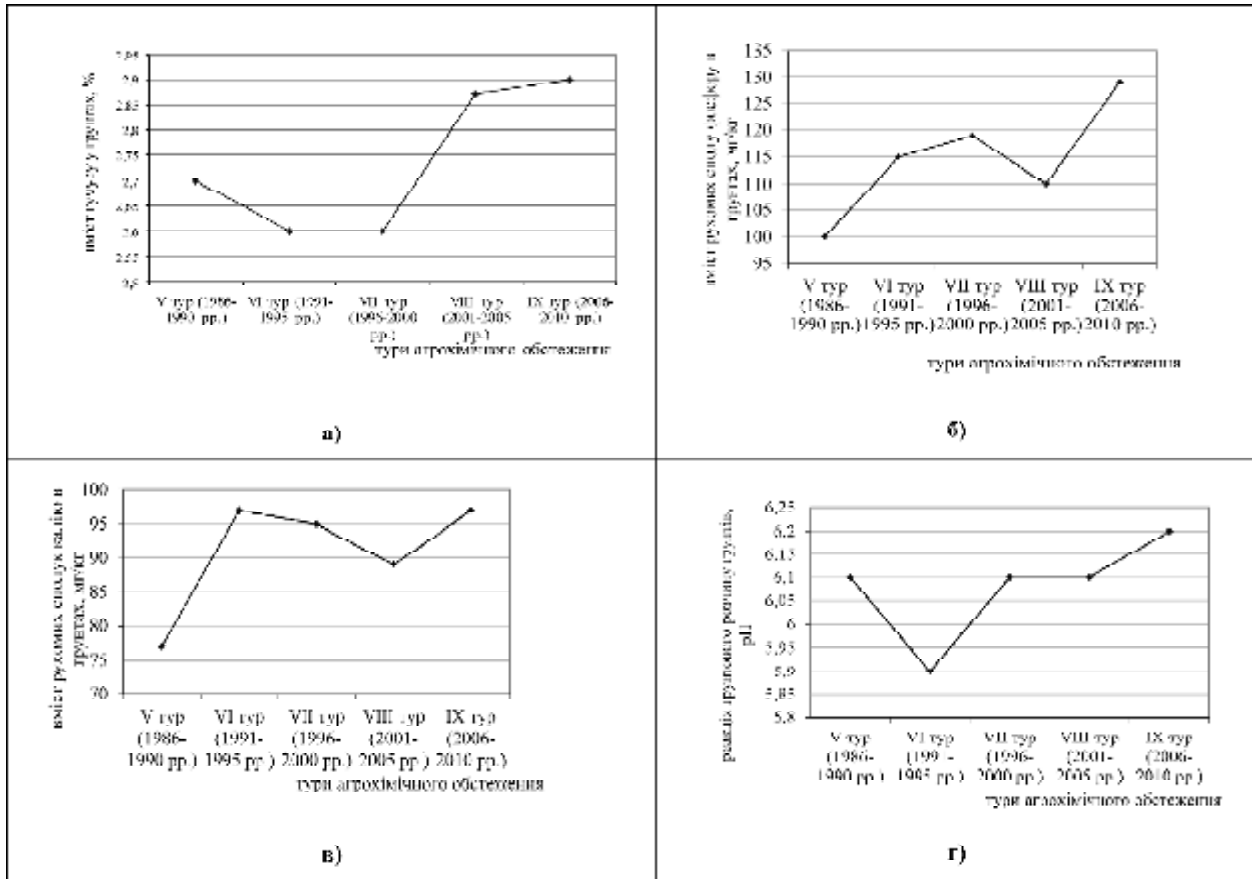 вміст гумусу у ґрунтах, %
2,9
2,85
2,8
2,75
2,7
2,6
V тур (1986-
1990 рр.)
VI тур (1991-
1995 рр.)
VII тур
(1996-2000
рр.)
VIII тур
(2001-2005
рр.)
IX тур (2006-
2010 рр.)
тури агрохімічного обстеження
а)
вміст рухомих сполук фосфору в
ґрунтах, мг/кг
135
130
125
120
115
110
105
100
95
V тур
(1986-
1990 рр.)
VI тур
(1991-
1995 рр.)
VII тур
(1996-
2000 рр.)
VIII тур
(2001-
2005 рр.)
IX тур
(2006-
2010 рр.)
тури агрохімічного обстеження
б)
вміст рухомих сполук калію в
ґрунтах, мг/кг
100
95
90
85
80
75
70
V тур
(1986-
1990 рр.)
VI тур
(1991-
1995 рр.)
VII тур
(1996-
2000 рр.)
VIII тур
(2001-
2005 рр.)
IX тур
(2006-
2010 рр.)
тури агрохімічного обстеження
в)
реакція ґрунтового розчину ґрунтів,
рН
6,25
6,2
6,15
6,1
6,05
6
5,95
5,9
5,85
5,8
V тур
(1986-
1990 рр.)
VI тур
(1991-
1995 рр.)
VII тур
(1996-
2000 рр.)
VIII тур
(2001-
2005 рр.)
IX тур
(2006-
2010 рр.)
тури агрохімічного обстеження
г)